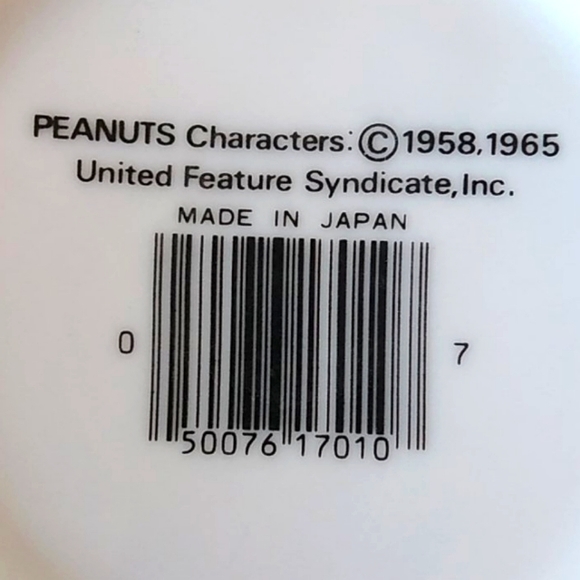 PEANUTS Characters: © 1958, 1965
United Feature Syndicate, Inc.
MADE IN JAPAN
0 50076 17010 7